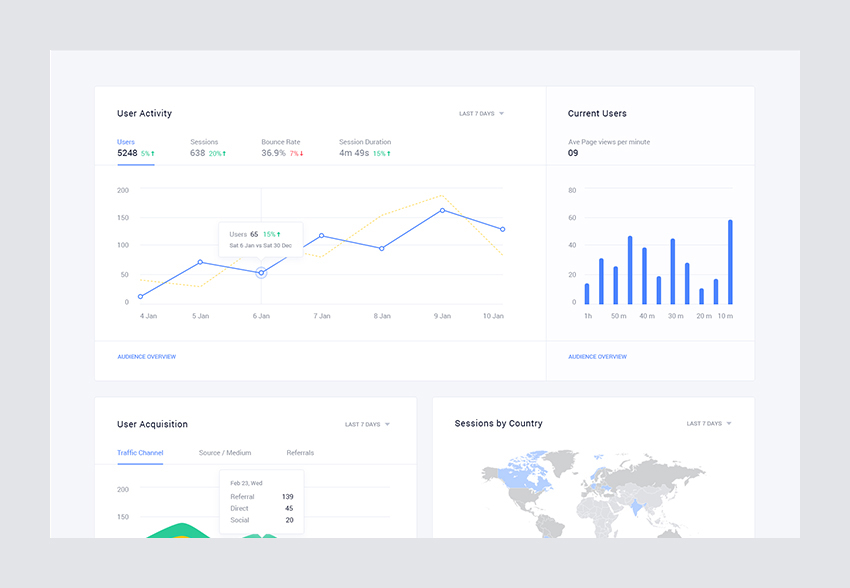 User Activity
LAST 7 DAYS
Users
5248 5%
Sessions
638 20%
Bounce Rate
36.9% 7%
Session Duration
4m 49s 15%
200
150
100
50
0
Users 65 15%
Sat 6 Jan vs Sat 30 Dec
4 Jan 5 Jan 6 Jan 7 Jan 8 Jan 9 Jan 10 Jan
AUDIENCE OVERVIEW
Current Users
Ave Page views per minute
09
80
60
40
20
0
1h 50 m 40 m 30 m 20 m 10 m
AUDIENCE OVERVIEW
User Acquisition
LAST 7 DAYS
Traffic Channel Source / Medium Referrals
200
150
Feb 23, Wed
Referral 139
Direct 45
Social 20
Sessions by Country
LAST 7 DAYS